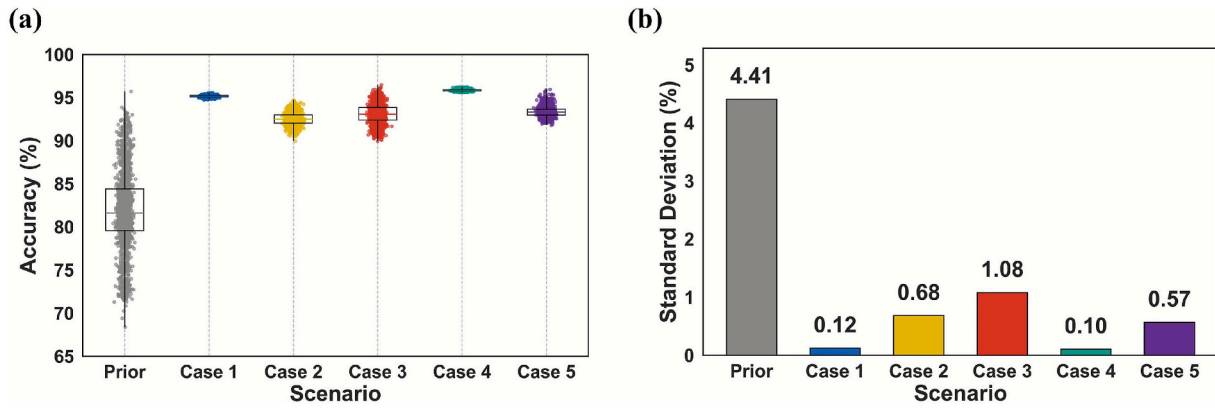 (a)
Accuracy (%)
100
95
90
85
80
75
70
65
Prior Case 1 Case 2 Case 3 Case 4 Case 5
Scenario
(b)
Standard Deviation (%)
5
4
3
2
1
0
4.41
0.12
0.68
1.08
0.10
0.57
Prior Case 1 Case 2 Case 3 Case 4 Case 5
Scenario